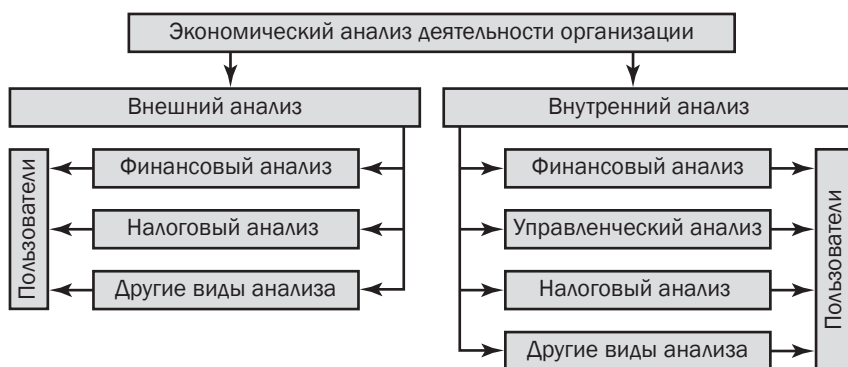 Экономический анализ деятельности организации
Внешний анализ
Внутренний анализ
Пользователи
Финансовый анализ
Налоговый анализ
Другие виды анализа
Финансовый анализ
Управленческий анализ
Налоговый анализ
Другие виды анализа
Пользователи